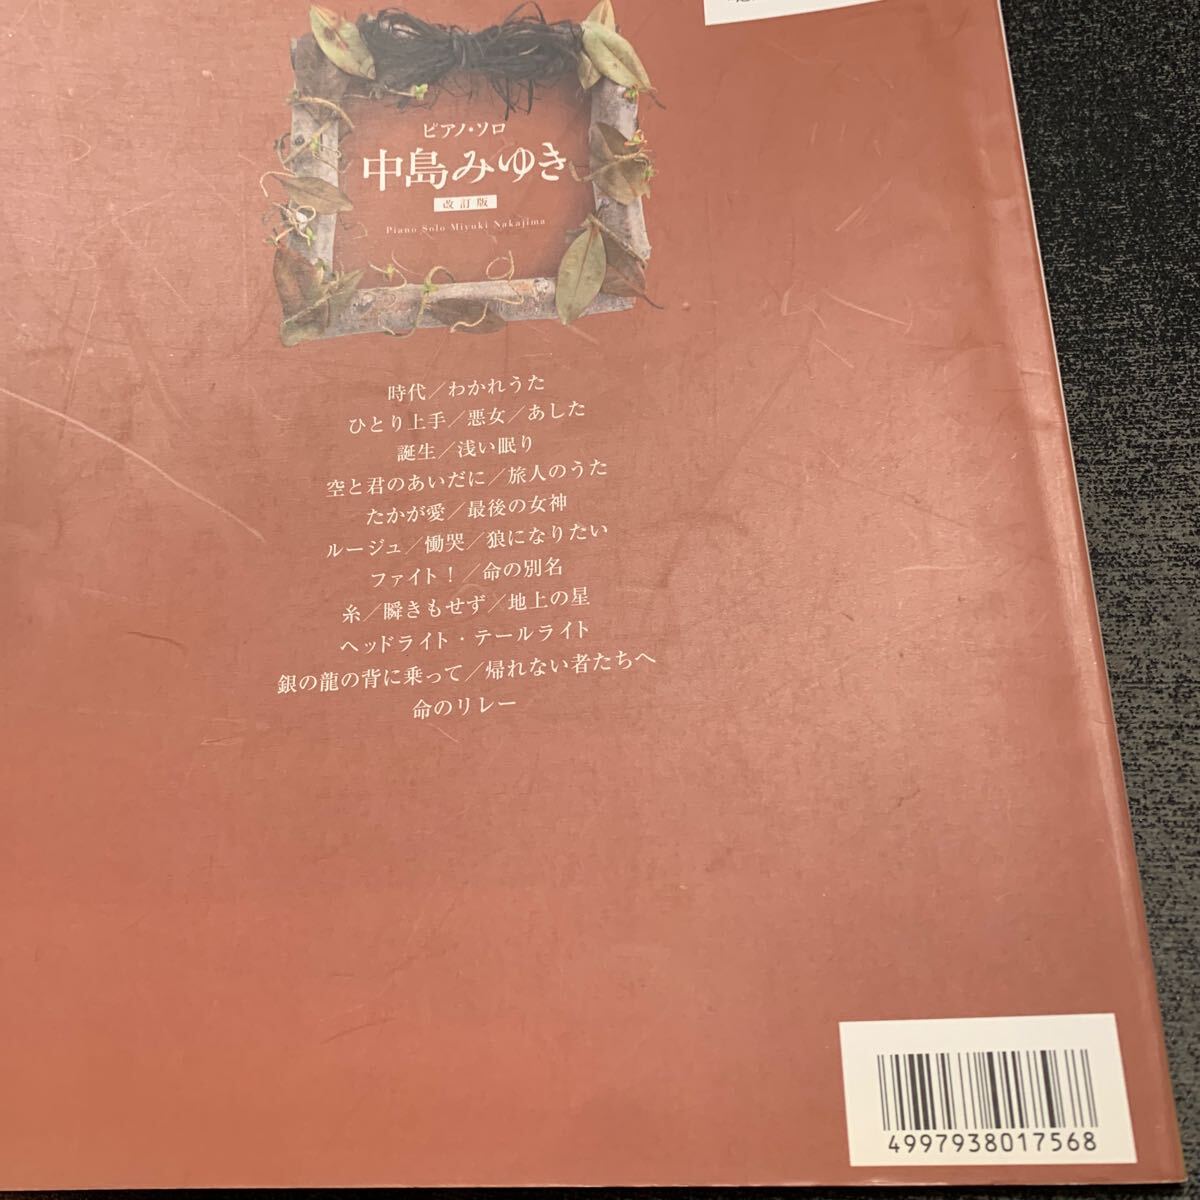 ピアノ・ソロ
中島みゆき
改訂版
Piano Solo Miyuki Nakajima
時代／わかれうた
ひとり上手／悪女／あした
誕生／浅い眠り
空と君のあいだに／旅人のうた
たかが愛／最後の女神
ルージュ／慟哭／狼になりたい
ファイト！／命の別名
糸／瞬きもせず／地上の星
ヘッドライト・テールライト
銀の龍の背に乗って／帰れない者たちへ
命のリレー
4997938017568